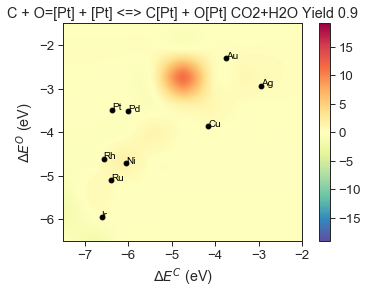 C + O=[Pt] + [Pt] <=> C[Pt] + O[Pt] CO2+H2O Yield 0.9
−2
−3
−4
−5
−6
ΔE^O (eV)
Au
Ag
Pt
Pd
Cu
Rh
Ni
Ru
Ir
−7
−6
−5
−4
−3
−2
ΔE^C (eV)
15
10
5
0
−5
−10
−15